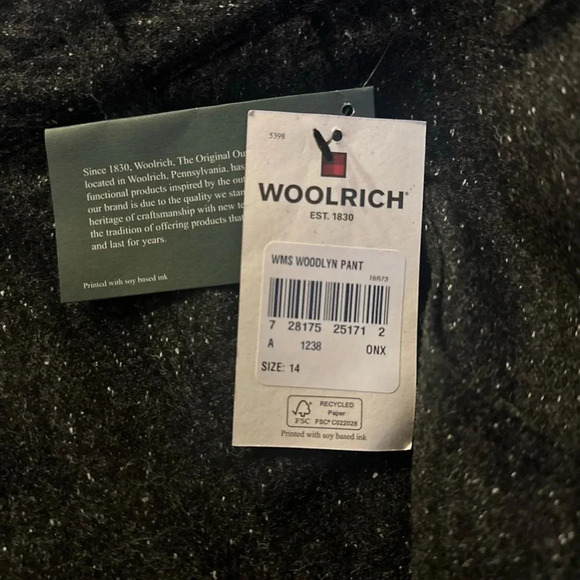 Since 1830, Woolrich, The Original Ou
located in Woolrich, Pennsylvania, has
functional products inspired by the ou
our brand is due to the quality we stan
heritage of craftsmanship with new te
the tradition of offering products that
and last for years.
Printed with soy based ink
5398
WOOLRICH®
EST. 1830
WMS WOODLYN PANT
16873
7 28175 25171 2
A 1238 ONX
SIZE: 14
FSC
RECYCLED
Paper
FSC® C022028
Printed with soy based ink